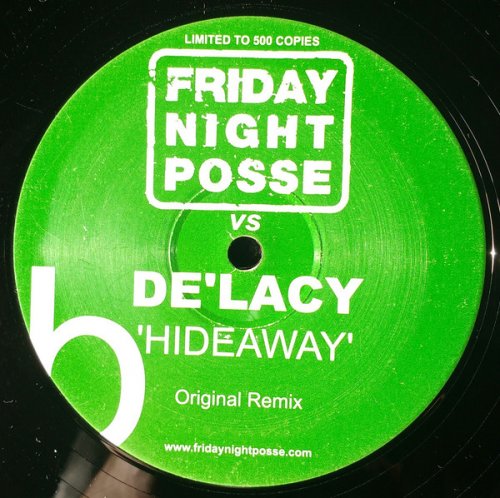 LIMITED TO 500 COPIES
FRIDAY
NIGHT
POSSE
VS
DE'LACY
'HIDEAWAY'
b
Original Remix
www.fridaynightposse.com